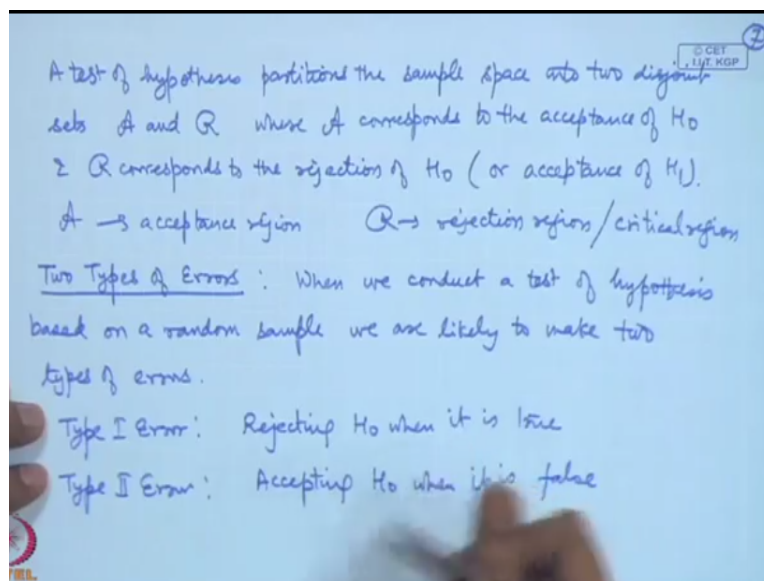 7
© CET
I.I.T. KGP
A test of hypothesis partitions the sample space into two disjoint
sets A and R where A corresponds to the acceptance of H0
& R corresponds to the rejection of H0 ( or acceptance of H1).
A → acceptance region R → rejection region / critical region
Two Types of Errors : When we conduct a test of hypothesis
based on a random sample we are likely to make two
types of errors.
Type I Error : Rejecting H0 when it is true
Type II Error : Accepting H0 when it is false